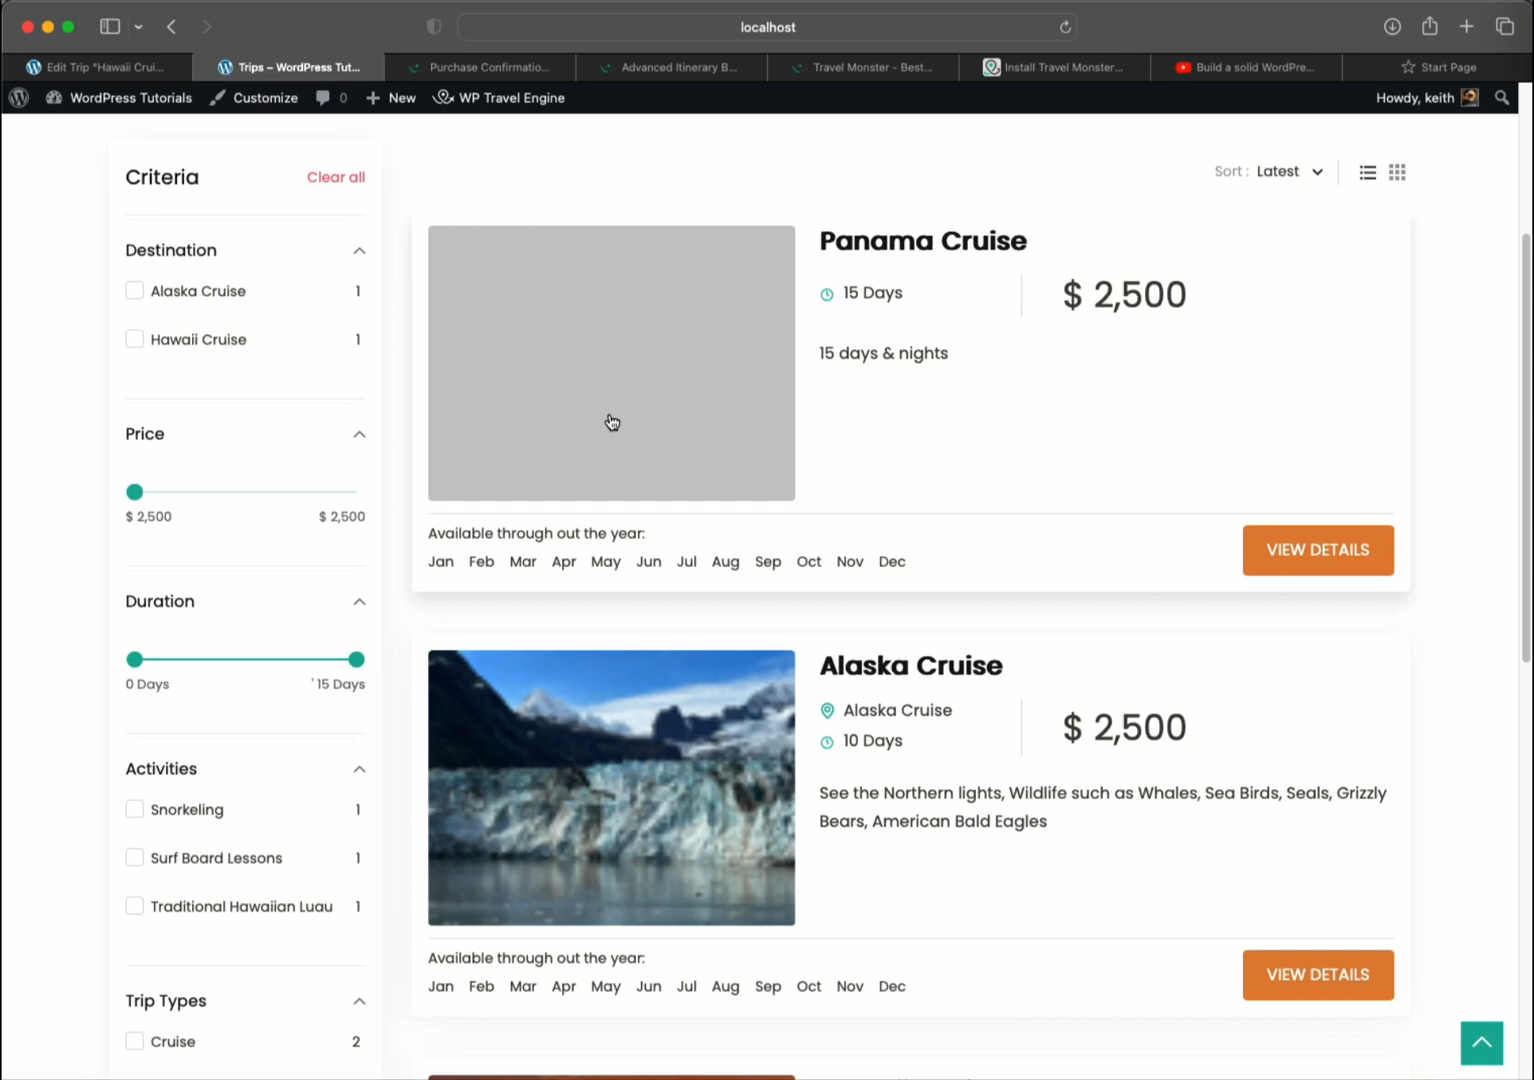 localhost
Edit Trip "Hawaii Crui...
Trips – WordPress Tut...
Purchase Confirmatio...
Advanced Itinerary B...
Travel Monster - Best...
Install Travel Monster...
Build a solid WordPre...
Start Page
WordPress Tutorials
Customize
0
New
WP Travel Engine
Howdy, keith
Criteria
Clear all
Destination
Alaska Cruise 1
Hawaii Cruise 1
Price
$ 2,500 $ 2,500
Duration
0 Days ' 15 Days
Activities
Snorkeling 1
Surf Board Lessons 1
Traditional Hawaiian Luau 1
Trip Types
Cruise 2
Sort : Latest
Panama Cruise
15 Days
$ 2,500
15 days & nights
Available through out the year:
Jan Feb Mar Apr May Jun Jul Aug Sep Oct Nov Dec
VIEW DETAILS
Alaska Cruise
Alaska Cruise
10 Days
$ 2,500
See the Northern lights, Wildlife such as Whales, Sea Birds, Seals, Grizzly
Bears, American Bald Eagles
Available through out the year:
Jan Feb Mar Apr May Jun Jul Aug Sep Oct Nov Dec
VIEW DETAILS